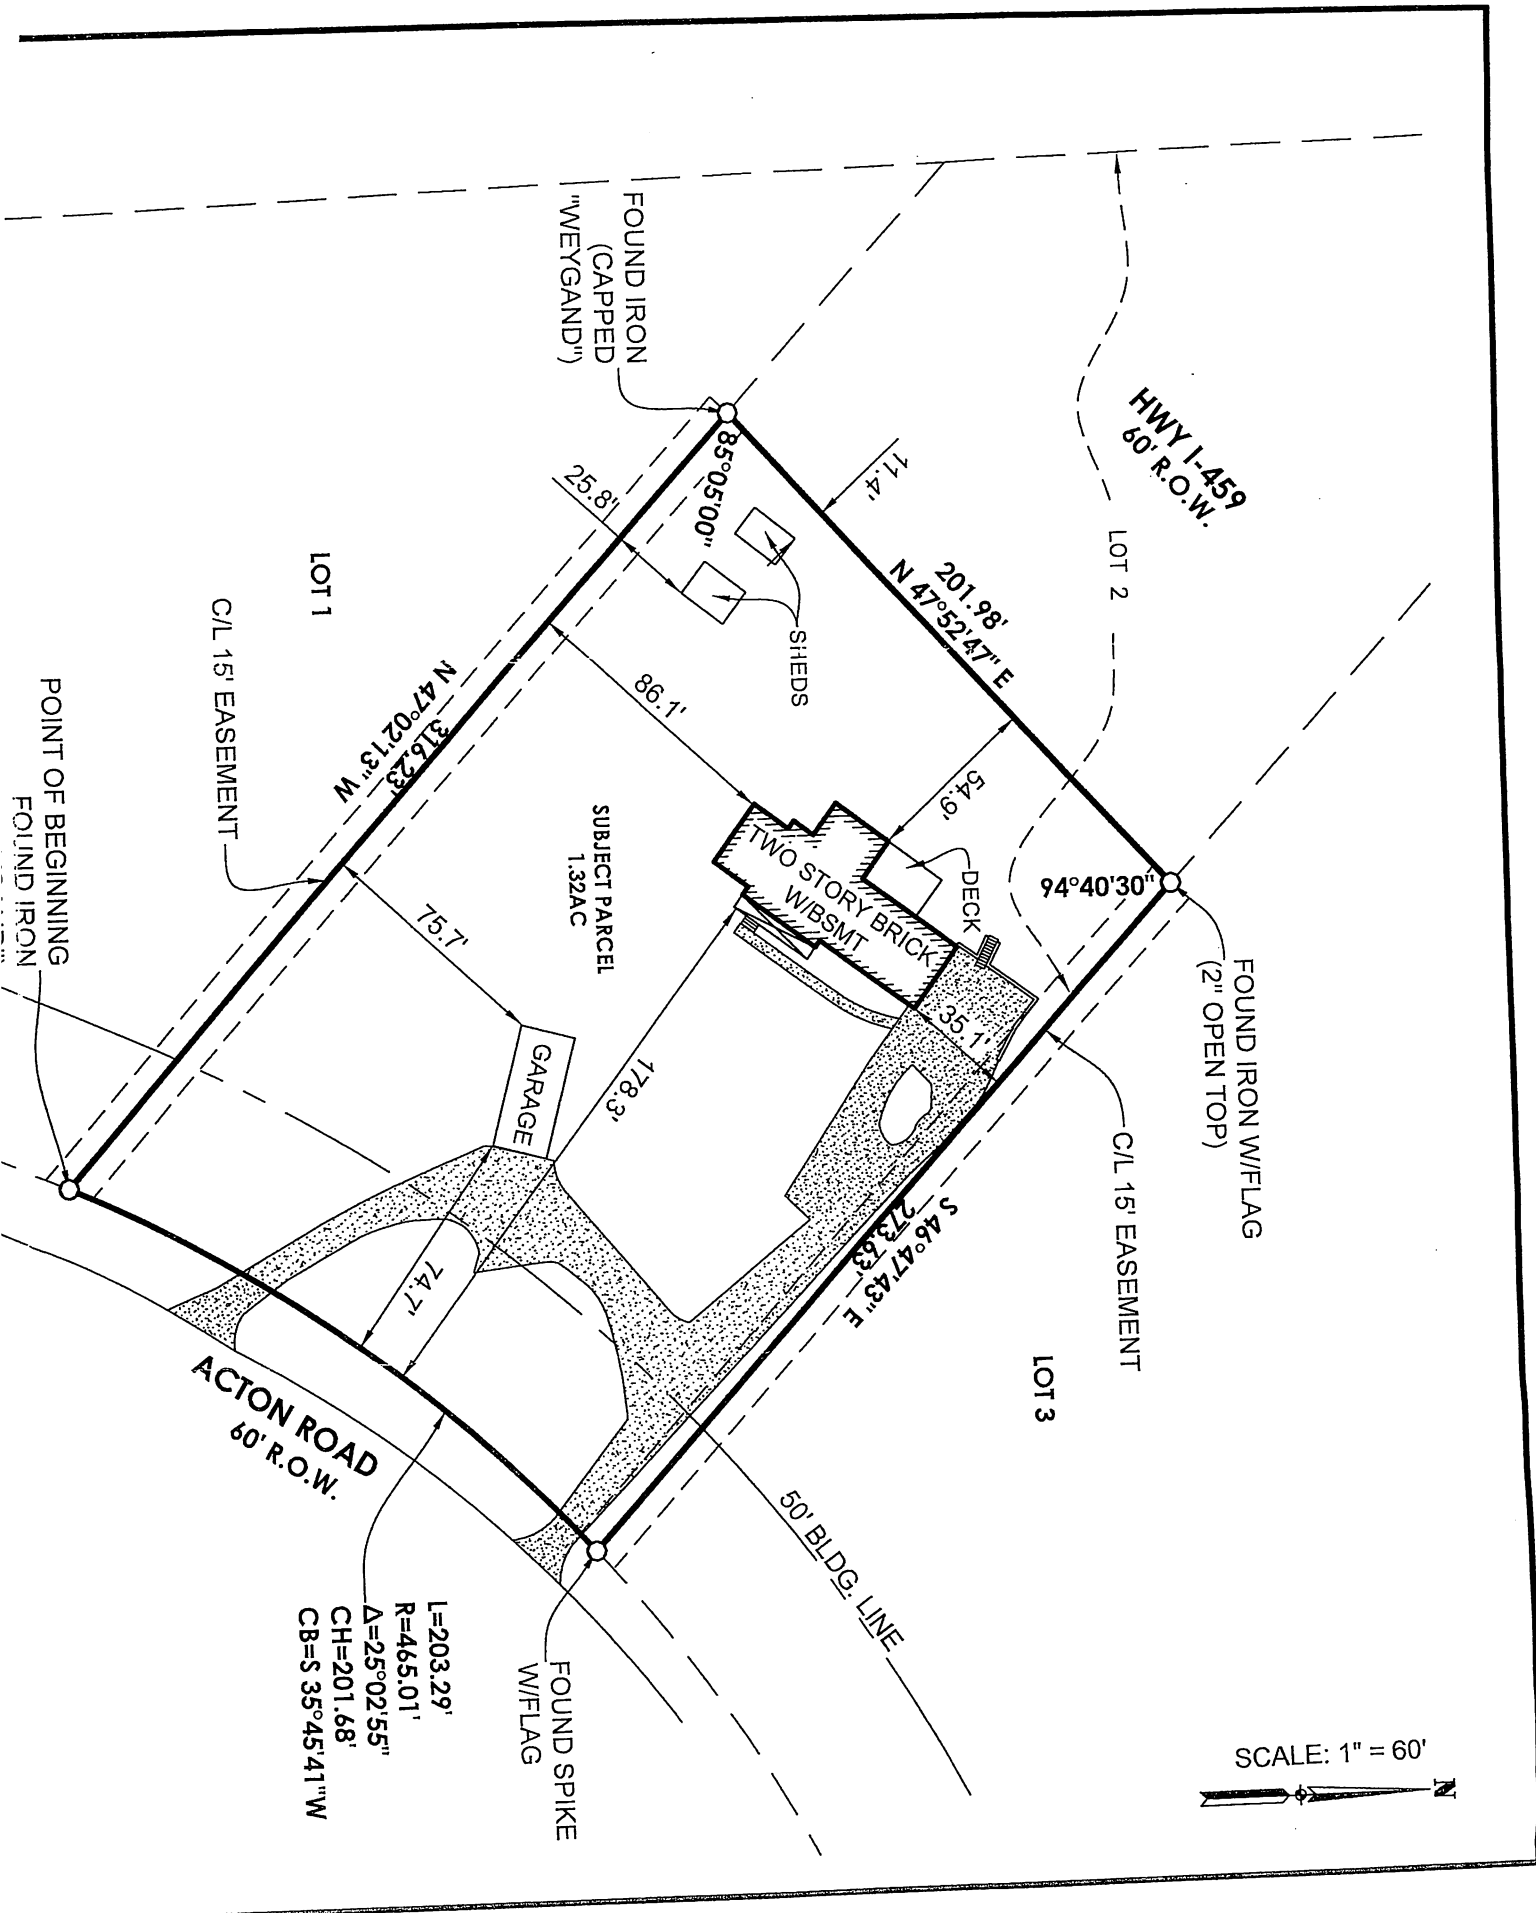 HWY I-459
60' R.O.W.
LOT 2
201.98'
N 47°52'47" E
11.4'
FOUND IRON
(CAPPED
"WEYGAND")
85°05'00"
25.8'
SHEDS
86.1'
54.9'
94°40'30"
FOUND IRON W/FLAG
(2" OPEN TOP)
DECK
TWO STORY BRICK
W/BSMT
35.1'
C/L 15' EASEMENT
LOT 1
N 47°02'13" W
316.23'
C/L 15' EASEMENT
SUBJECT PARCEL
1.32AC
75.7'
GARAGE
178.3'
74.7'
S 46°47'43" E
273.63'
LOT 3
POINT OF BEGINNING
FOUND IRON
ACTON ROAD
60' R.O.W.
50' BLDG. LINE
FOUND SPIKE
W/FLAG
L=203.29'
R=465.01'
Δ=25°02'55"
CH=201.68'
CB=S 35°45'41"W
SCALE: 1" = 60'
N